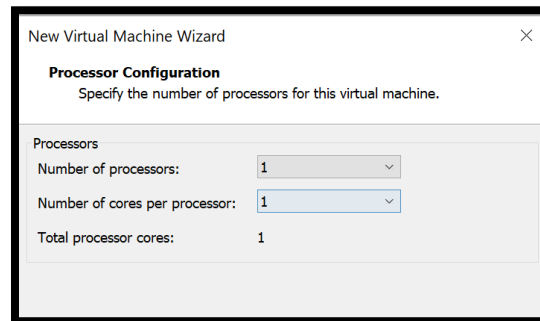 New Virtual Machine Wizard
Processor Configuration
Specify the number of processors for this virtual machine.
Processors
Number of processors: 1
Number of cores per processor: 1
Total processor cores: 1